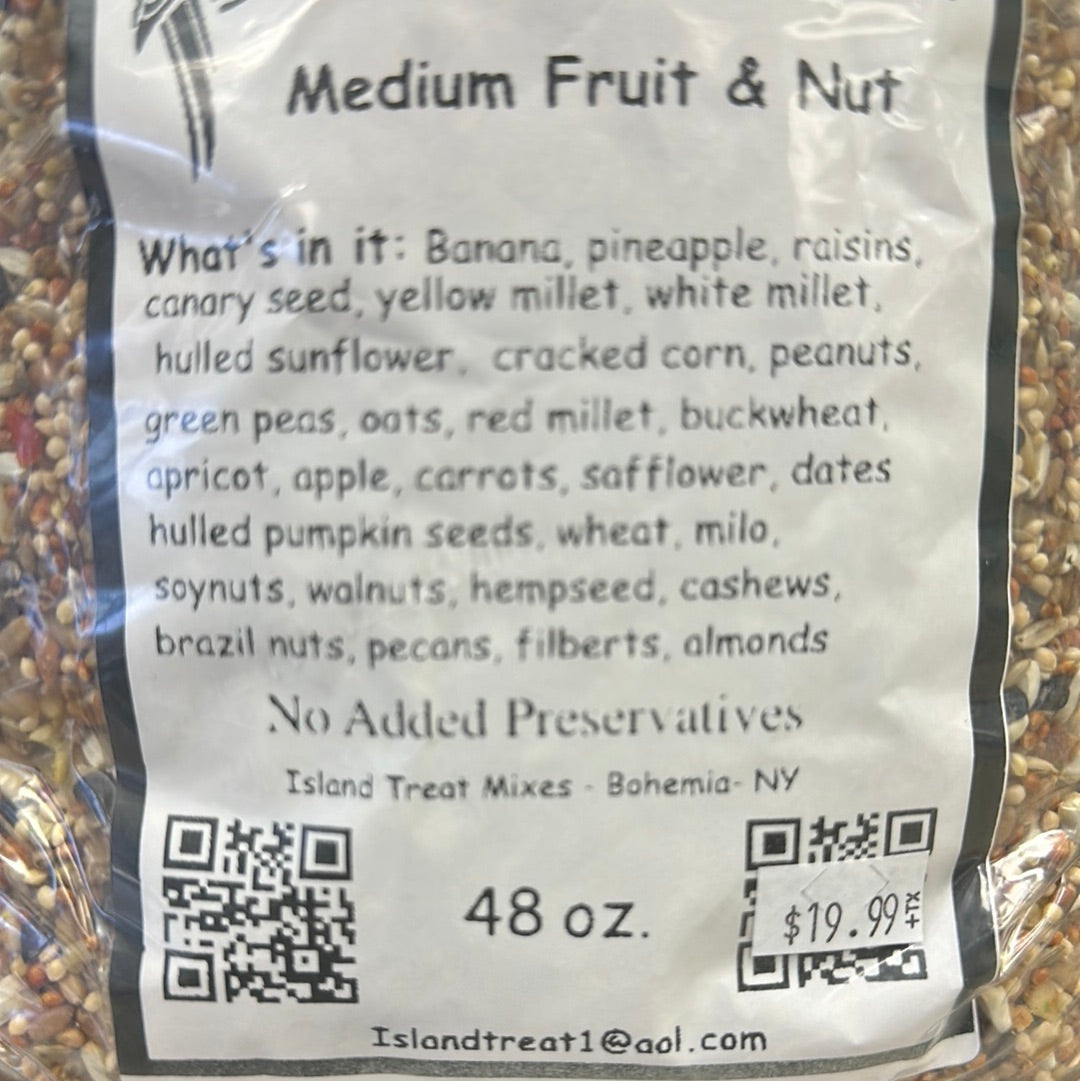 Medium Fruit & Nut
What's in it: Banana, pineapple, raisins,
canary seed, yellow millet, white millet,
hulled sunflower, cracked corn, peanuts,
green peas, oats, red millet, buckwheat,
apricot, apple, carrots, safflower, dates
hulled pumpkin seeds, wheat, milo,
soynuts, walnuts, hempseed, cashews,
brazil nuts, pecans, filberts, almonds
No Added Preservatives
Island Treat Mixes - Bohemia- NY
48 oz.
$19.99 +TX
Islandtreat1@aol.com